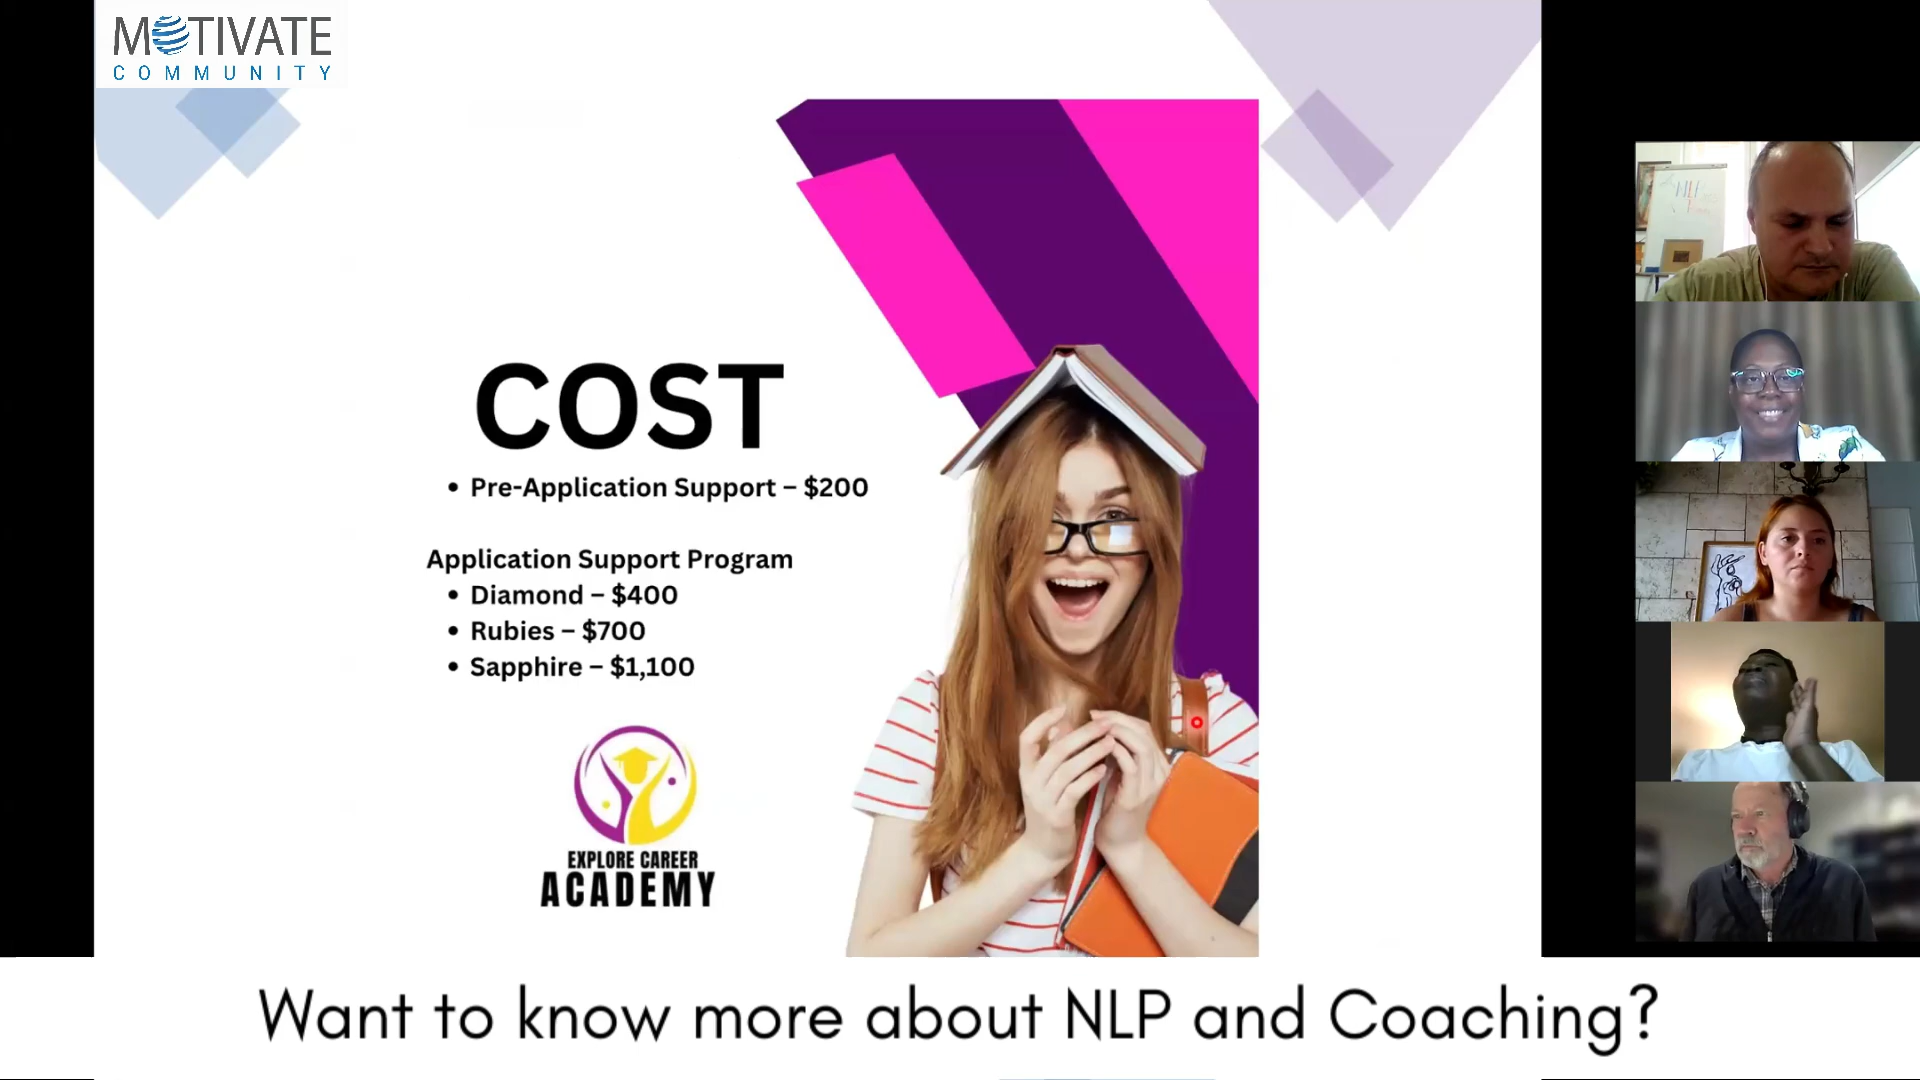 MOTIVATE
COMMUNITY
COST
• Pre-Application Support – $200
Application Support Program
• Diamond – $400
• Rubies – $700
• Sapphire – $1,100
EXPLORE CAREER
ACADEMY
Want to know more about NLP and Coaching?